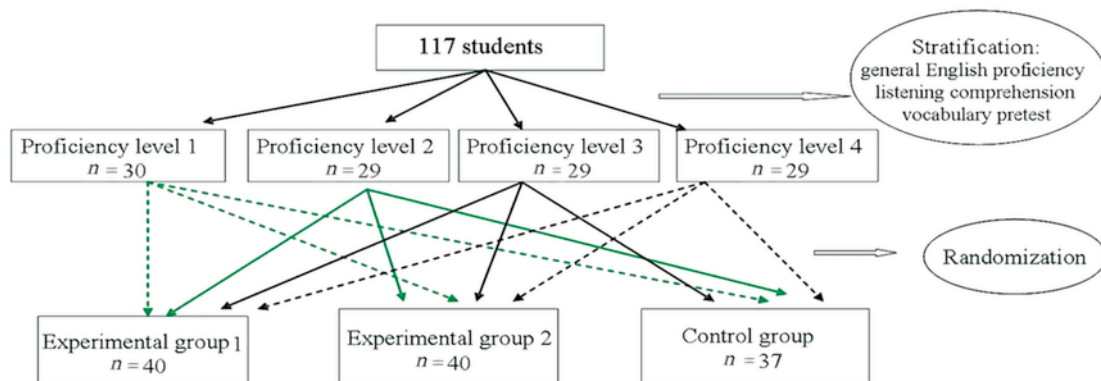 117 students
Stratification:
general English proficiency
listening comprehension
vocabulary pretest
Proficiency level 1
n = 30
Proficiency level 2
n = 29
Proficiency level 3
n = 29
Proficiency level 4
n = 29
Randomization
Experimental group 1
n = 40
Experimental group 2
n = 40
Control group
n = 37